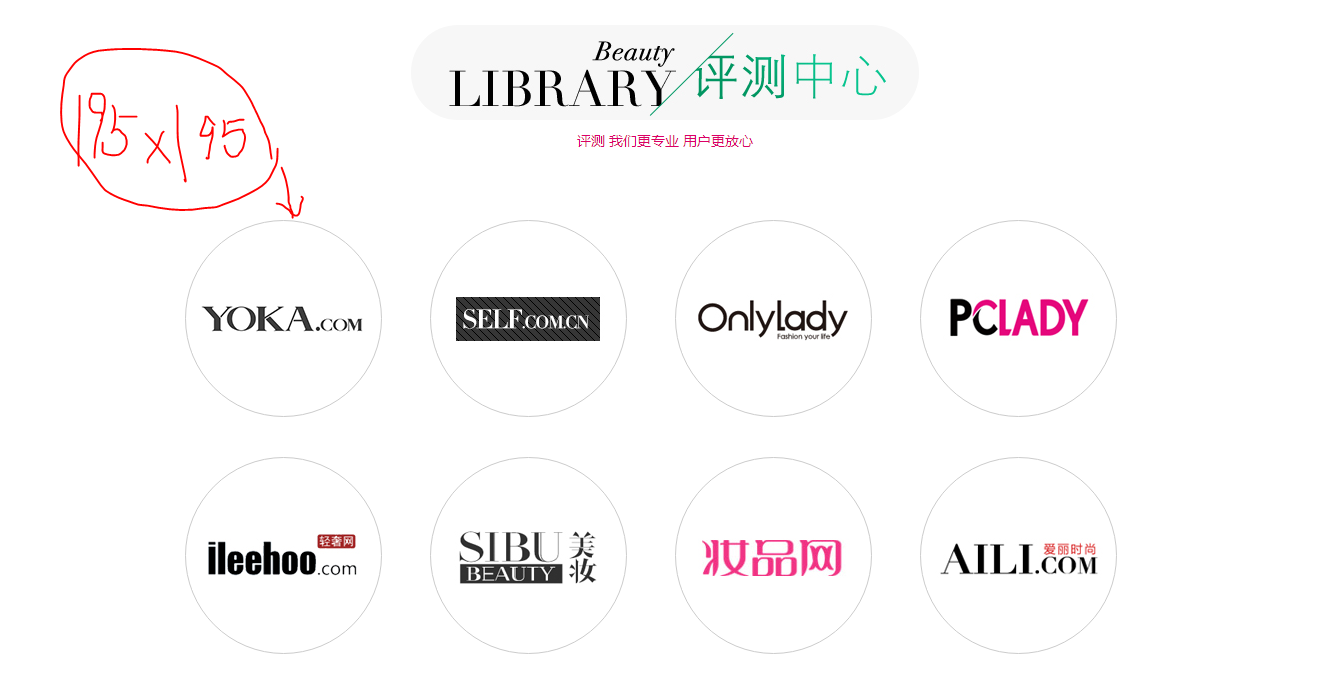 Beauty
LIBRARY 评测中心
评测 我们更专业 用户更放心
195x195
YOKA.COM
SELF.COM.CN
OnlyLady
Fashion your life
PCLADY
轻奢网
ileehoo.com
SIBU 美妆
BEAUTY
妆品网
爱丽时尚
AILI.COM